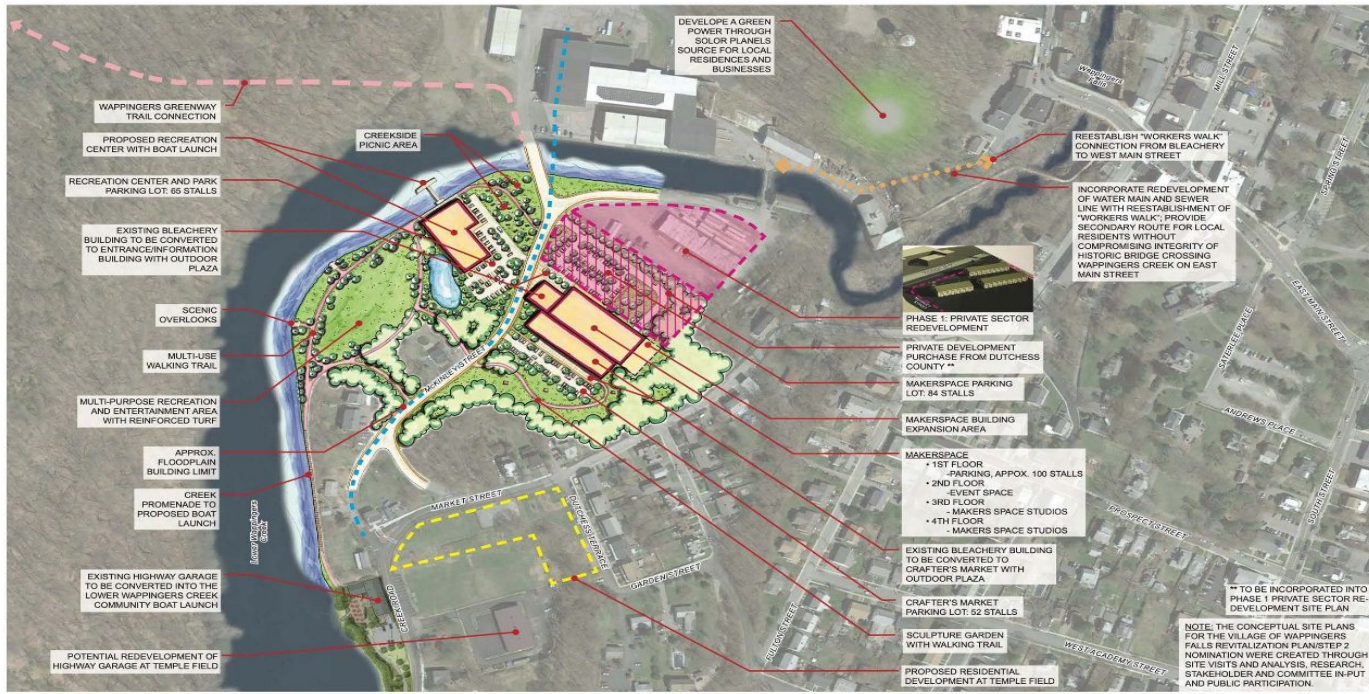 DEVELOPE A GREEN
POWER THROUGH
SOLOR PLANELS
SOURCE FOR LOCAL
RESIDENCES AND
BUSINESSES
Wappingers
Falls
MILL STREET
SPRING STREET
WAPPINGERS GREENWAY
TRAIL CONNECTION
PROPOSED RECREATION
CENTER WITH BOAT LAUNCH
CREEKSIDE
PICNIC AREA
RECREATION CENTER AND PARK
PARKING LOT: 65 STALLS
EXISTING BLEACHERY
BUILDING TO BE CONVERTED
TO ENTRANCE/INFORMATION
BUILDING WITH OUTDOOR
PLAZA
SCENIC
OVERLOOKS
MULTI-USE
WALKING TRAIL
MULTI-PURPOSE RECREATION
AND ENTERTAINMENT AREA
WITH REINFORCED TURF
APPROX.
FLOODPLAIN
BUILDING LIMIT
CREEK
PROMENADE TO
PROPOSED BOAT
LAUNCH
Lower Wappingers
Creek
EXISTING HIGHWAY GARAGE
TO BE CONVERTED INTO THE
LOWER WAPPINGERS CREEK
COMMUNITY BOAT LAUNCH
POTENTIAL REDEVELOPMENT OF
HIGHWAY GARAGE AT TEMPLE FIELD
McKINLEY STREET
MARKET STREET
DUTCHESS TERRACE
GARDEN STREET
CREEK ROAD
REESTABLISH "WORKERS WALK"
CONNECTION FROM BLEACHERY
TO WEST MAIN STREET
INCORPORATE REDEVELOPMENT
OF WATER MAIN AND SEWER
LINE WITH REESTABLISHMENT OF
"WORKERS WALK"; PROVIDE
SECONDARY ROUTE FOR LOCAL
RESIDENTS WITHOUT
COMPROMISING INTEGRITY OF
HISTORIC BRIDGE CROSSING
WAPPINGERS CREEK ON EAST
MAIN STREET
PHASE 1: PRIVATE SECTOR
REDEVELOPMENT
PRIVATE DEVELOPMENT
PURCHASE FROM DUTCHESS
COUNTY **
MAKERSPACE PARKING
LOT: 84 STALLS
MAKERSPACE BUILDING
EXPANSION AREA
MAKERSPACE
• 1ST FLOOR
-PARKING, APPOX. 100 STALLS
• 2ND FLOOR
-EVENT SPACE
• 3RD FLOOR
- MAKERS SPACE STUDIOS
• 4TH FLOOR
- MAKERS SPACE STUDIOS
EXISTING BLEACHERY BUILDING
TO BE CONVERTED TO
CRAFTER'S MARKET WITH
OUTDOOR PLAZA
CRAFTER'S MARKET
PARKING LOT: 52 STALLS
SCULPTURE GARDEN
WITH WALKING TRAIL
PROPOSED RESIDENTIAL
DEVELOPMENT AT TEMPLE FIELD
EAST MAIN STREET
SATERLEE PLACE
ANDREWS PLACE
SOUTH STREET
PROSPECT STREET
FULTON STREET
WEST ACADEMY STREET
** TO BE INCORPORATED INTO
PHASE 1 PRIVATE SECTOR RE-
DEVELOPMENT SITE PLAN
NOTE: THE CONCEPTUAL SITE PLANS
FOR THE VILLAGE OF WAPPINGERS
FALLS REVITALIZATION PLAN/STEP 2
NOMINATION WERE CREATED THROUGH
SITE VISITS AND ANALYSIS, RESEARCH,
STAKEHOLDER AND COMMITTEE IN-PUT
AND PUBLIC PARTICIPATION.